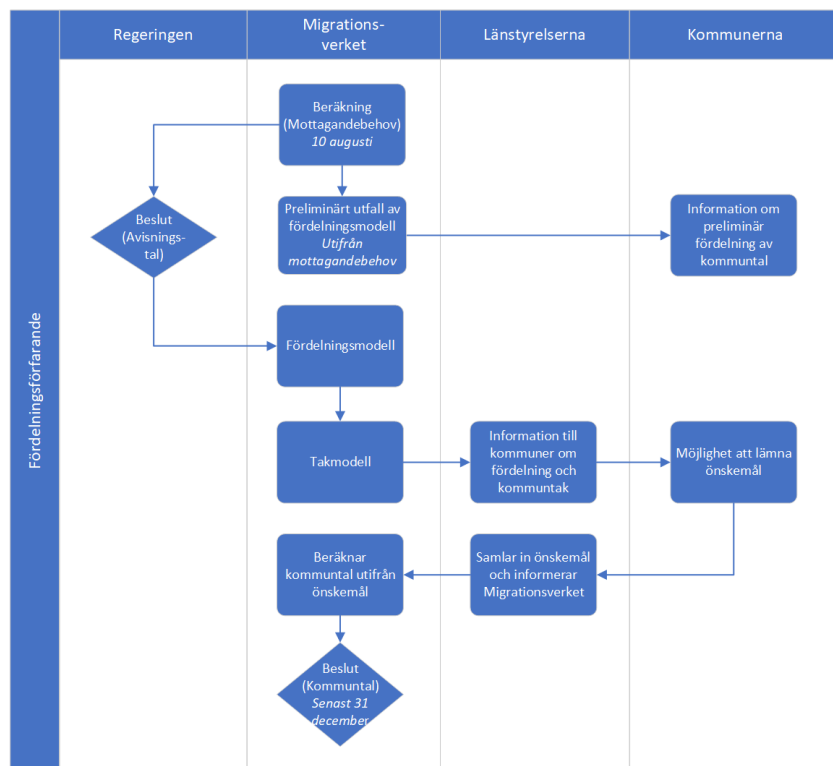 Regeringen
Migrations-
verket
Länstyrelserna
Kommunerna
Fördelningsförfarande
Beräkning
(Mottagandebehov)
10 augusti
Beslut
(Avisnings-
tal)
Preliminärt utfall av
fördelningsmodell
Utifrån
mottagandebehov
Information om
preliminär
fördelning av
kommuntal
Fördelningsmodell
Takmodell
Information till
kommuner om
fördelning och
kommuntak
Möjlighet att lämna
önskemål
Beräknar
kommuntal utifrån
önskemål
Samlar in önskemål
och informerar
Migrationsverket
Beslut
(Kommuntal)
Senast 31
december